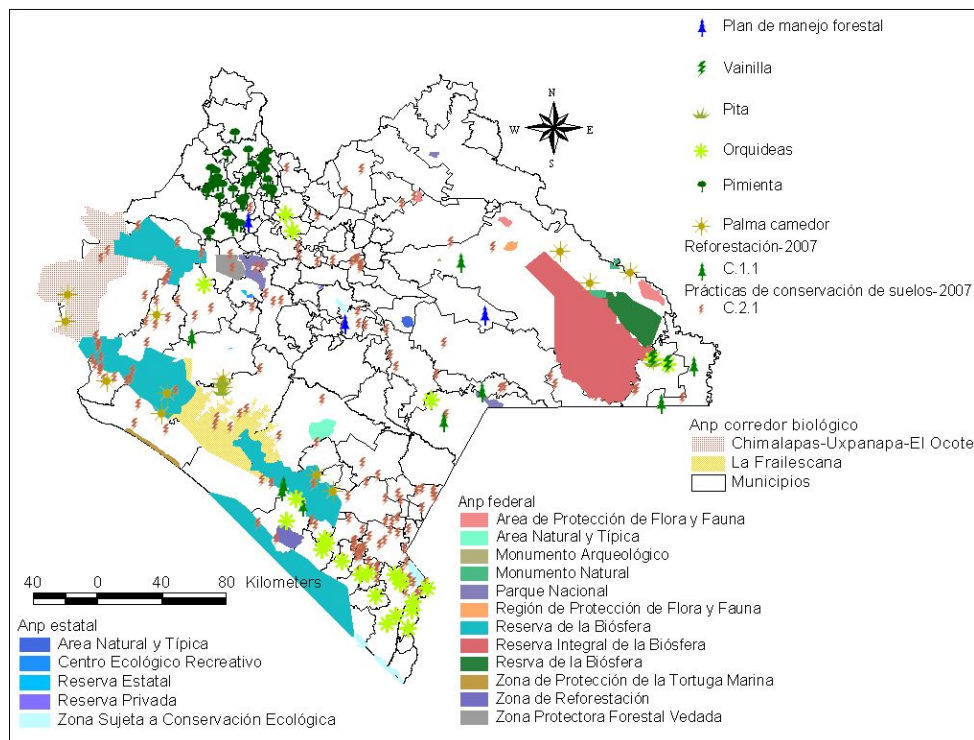 Plan de manejo forestal
Vainilla
Pita
Orquideas
Pimienta
Palma camedor
Reforestación-2007
C.1.1
Prácticas de conservación de suelos-2007
C.2.1
N
W E
S
Anp corredor biológico
Chimalapas-Uxpanapa-El Ocote
La Frailescana
Municipios
Anp federal
Area de Protección de Flora y Fauna
Area Natural y Típica
Monumento Arqueológico
Monumento Natural
Parque Nacional
Región de Protección de Flora y Fauna
Reserva de la Biósfera
Reserva Integral de la Biósfera
Resrva de la Biósfera
Zona de Protección de la Tortuga Marina
Zona de Reforestación
Zona Protectora Forestal Vedada
40 0 40 80 Kilometers
Anp estatal
Area Natural y Típica
Centro Ecológico Recreativo
Reserva Estatal
Reserva Privada
Zona Sujeta a Conservación Ecológica